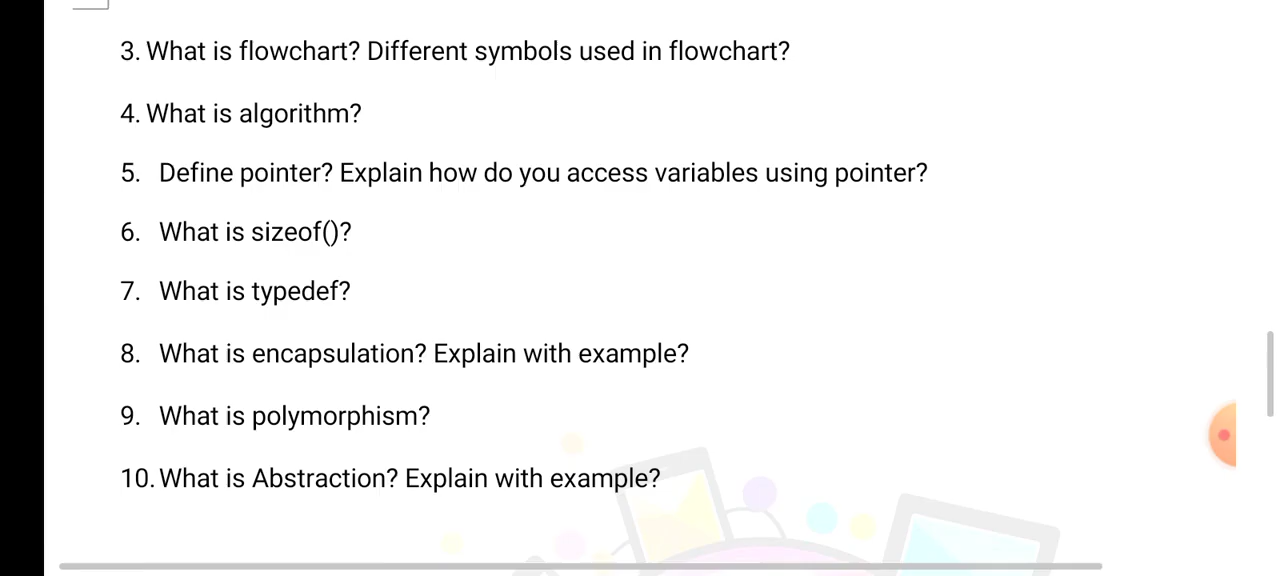 3. What is flowchart? Different symbols used in flowchart?
4. What is algorithm?
5. Define pointer? Explain how do you access variables using pointer?
6. What is sizeof()?
7. What is typedef?
8. What is encapsulation? Explain with example?
9. What is polymorphism?
10. What is Abstraction? Explain with example?